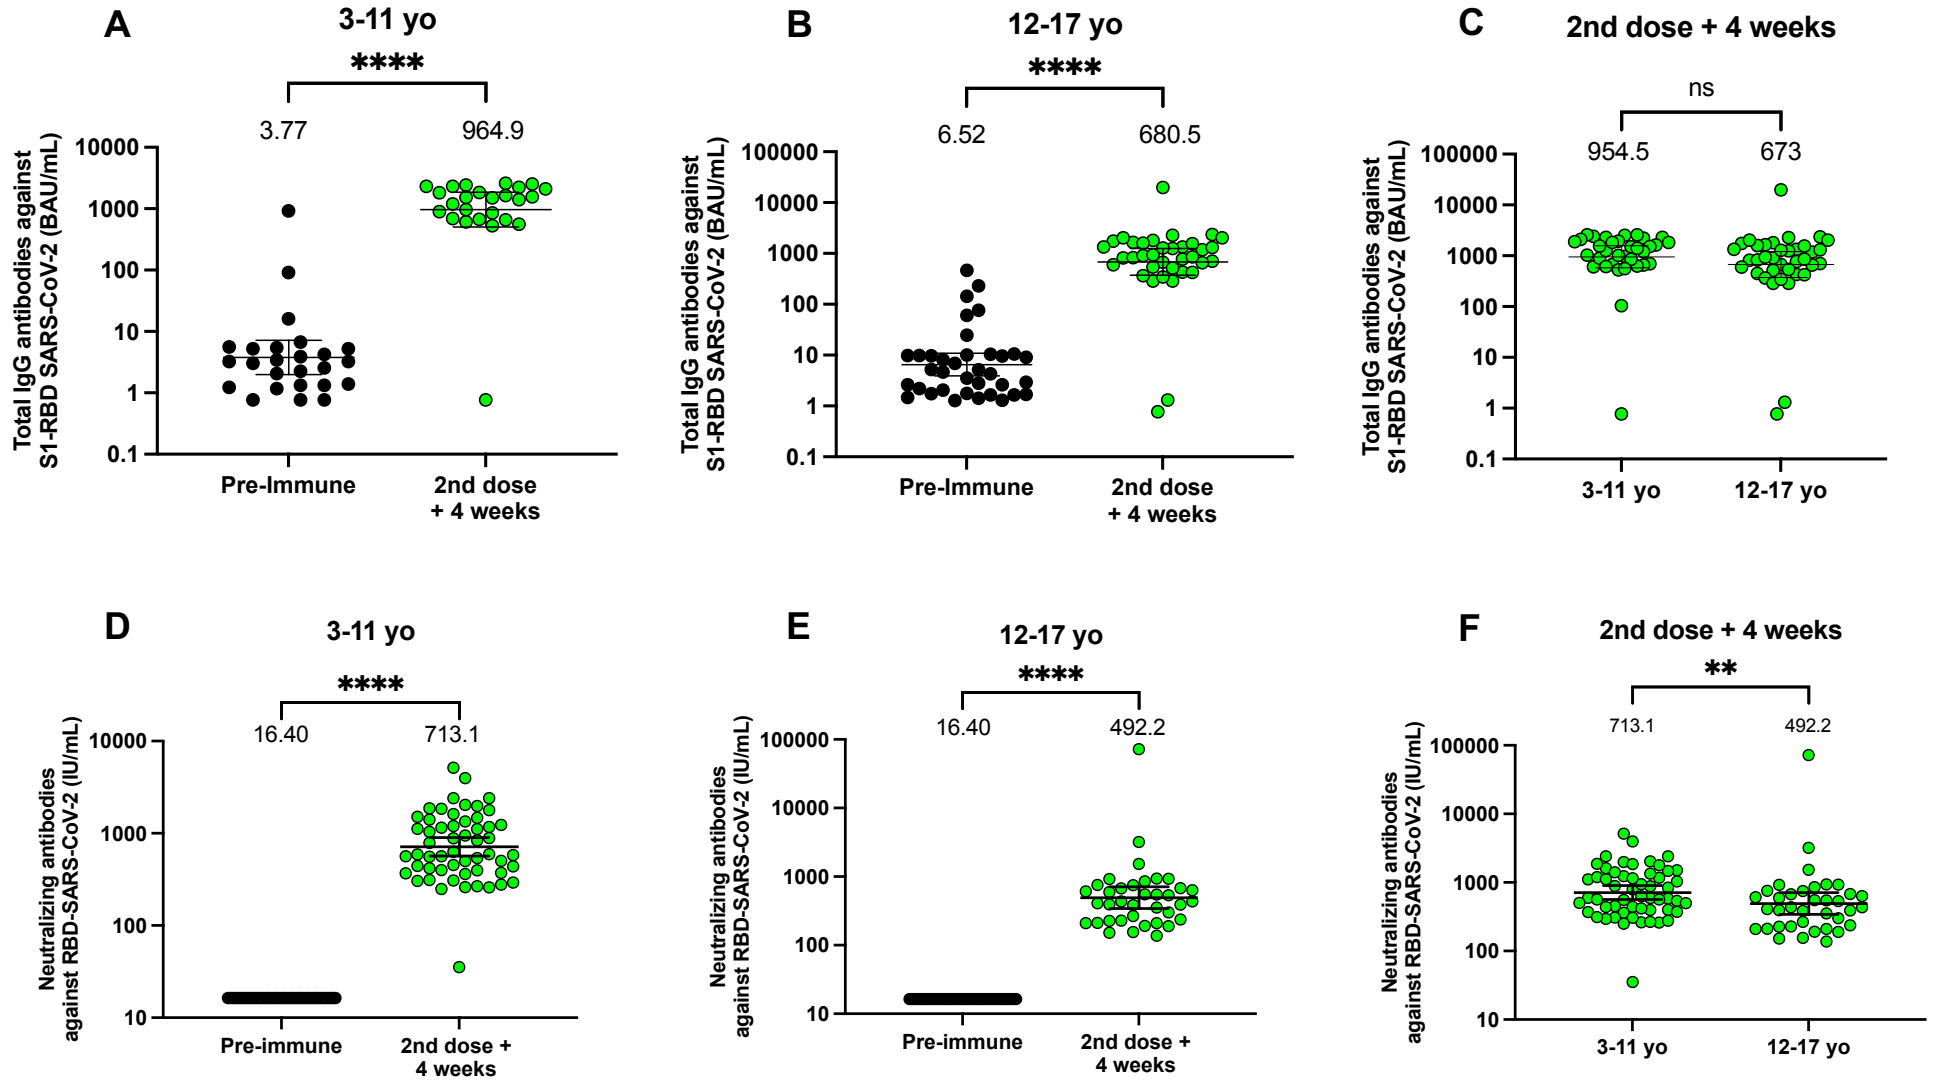 A
3-11 yo
****
3.77
964.9
Total IgG antibodies against
S1-RBD SARS-CoV-2 (BAU/mL)
10000
1000
100
10
1
0.1
Pre-Immune
2nd dose
+ 4 weeks
B
12-17 yo
****
6.52
680.5
Total IgG antibodies against
S1-RBD SARS-CoV-2 (BAU/mL)
100000
10000
1000
100
10
1
0.1
Pre-Immune
2nd dose
+ 4 weeks
C
2nd dose + 4 weeks
ns
954.5
673
Total IgG antibodies against
S1-RBD SARS-CoV-2 (BAU/mL)
100000
10000
1000
100
10
1
0.1
3-11 yo
12-17 yo
D
3-11 yo
****
16.40
713.1
Neutralizing antibodies
against RBD-SARS-CoV-2 (IU/mL)
10000
1000
100
10
Pre-immune
2nd dose +
4 weeks
E
12-17 yo
****
16.40
492.2
Neutralizing antibodies
against RBD-SARS-CoV-2 (IU/mL)
100000
10000
1000
100
10
Pre-immune
2nd dose +
4 weeks
F
2nd dose + 4 weeks
**
713.1
492.2
Neutralizing antibodies
against RBD-SARS-CoV-2 (IU/mL)
100000
10000
1000
100
10
3-11 yo
12-17 yo